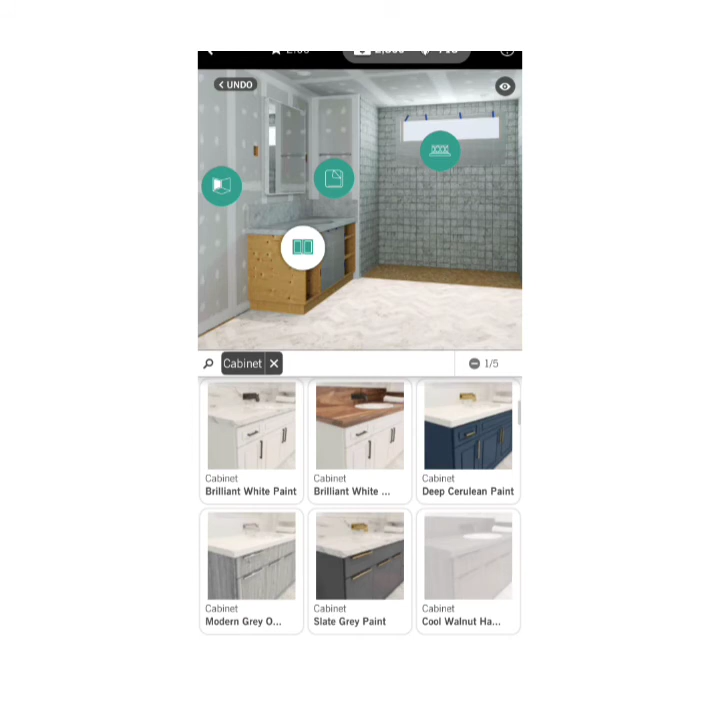 UNDO
Cabinet
1/5
Cabinet
Brilliant White Paint
Cabinet
Brilliant White ...
Cabinet
Deep Cerulean Paint
Cabinet
Modern Grey O...
Cabinet
Slate Grey Paint
Cabinet
Cool Walnut Ha...